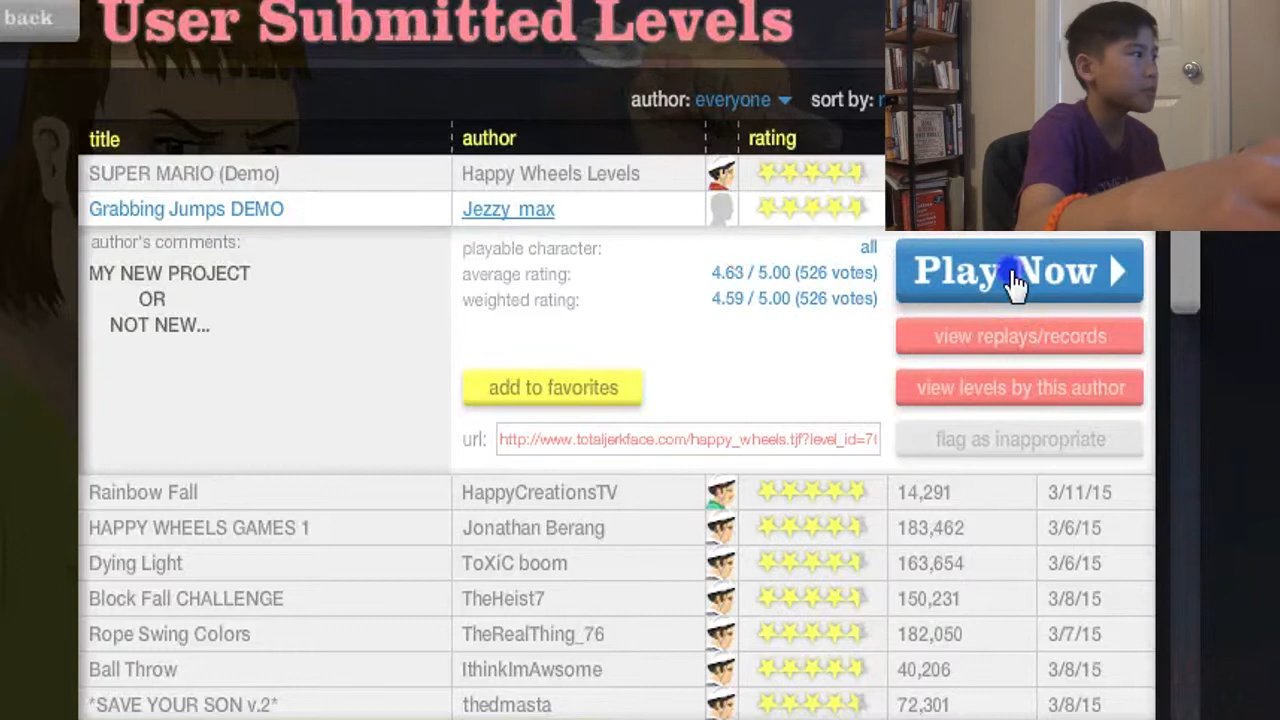 back
User Submitted Levels
author: everyone sort by:
title author rating
SUPER MARIO (Demo) Happy Wheels Levels
Grabbing Jumps DEMO Jezzy_max
author's comments:
MY NEW PROJECT
OR
NOT NEW...
playable character: all
average rating: 4.63 / 5.00 (526 votes)
weighted rating: 4.59 / 5.00 (526 votes)
add to favorites
url: http://www.totaljerkface.com/happy_wheels.tjf?level_id=7(
Play Now
view replays/records
view levels by this author
flag as inappropriate
Rainbow Fall HappyCreationsTV 14,291 3/11/15
HAPPY WHEELS GAMES 1 Jonathan Berang 183,462 3/6/15
Dying Light ToXiC boom 163,654 3/6/15
Block Fall CHALLENGE TheHeist7 150,231 3/8/15
Rope Swing Colors TheRealThing_76 182,050 3/7/15
Ball Throw IthinkImAwsome 40,206 3/8/15
*SAVE YOUR SON v.2* thedmasta 72,301 3/8/15